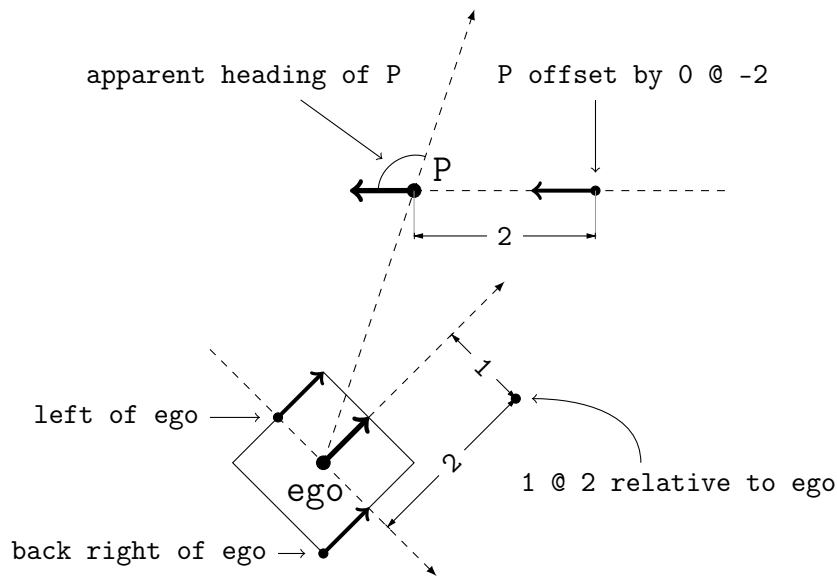 apparent heading of P
P offset by 0 @ -2
P
2
1
left of ego
2
ego
1 @ 2 relative to ego
back right of ego